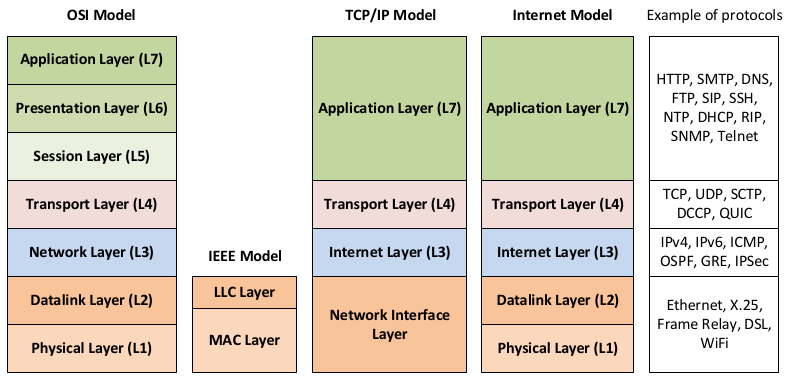 OSI Model
TCP/IP Model
Internet Model
Example of protocols
Application Layer (L7)
Presentation Layer (L6)
Session Layer (L5)
Transport Layer (L4)
Network Layer (L3)
Datalink Layer (L2)
Physical Layer (L1)
IEEE Model
LLC Layer
MAC Layer
Application Layer (L7)
Transport Layer (L4)
Internet Layer (L3)
Network Interface
Layer
Application Layer (L7)
Transport Layer (L4)
Internet Layer (L3)
Datalink Layer (L2)
Physical Layer (L1)
HTTP, SMTP, DNS,
FTP, SIP, SSH,
NTP, DHCP, RIP,
SNMP, Telnet
TCP, UDP, SCTP,
DCCP, QUIC
IPv4, IPv6, ICMP,
OSPF, GRE, IPSec
Ethernet, X.25,
Frame Relay, DSL,
WiFi